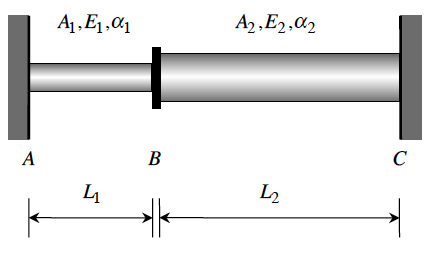 A₁,E₁,α₁ A₂,E₂,α₂
A B C
L₁ L₂